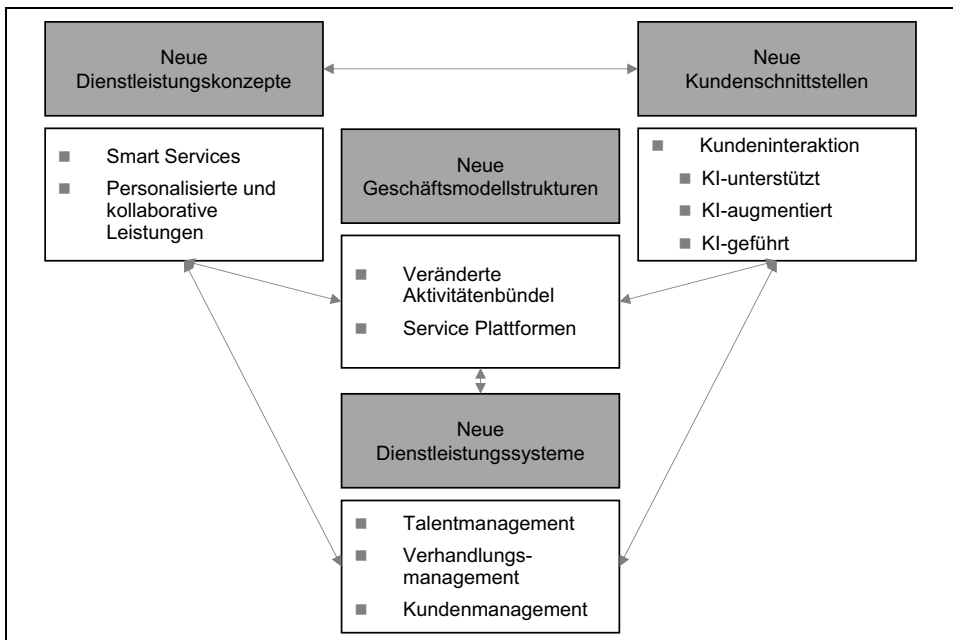 Neue
Dienstleistungskonzepte
Neue
Kundenschnittstellen
Smart Services
Personalisierte und
kollaborative
Leistungen
Neue
Geschäftsmodellstrukturen
Kundeninteraktion
KI-unterstützt
KI-augmentiert
KI-geführt
Veränderte
Aktivitätenbündel
Service Plattformen
Neue
Dienstleistungssysteme
Talentmanagement
Verhandlungs-
management
Kundenmanagement